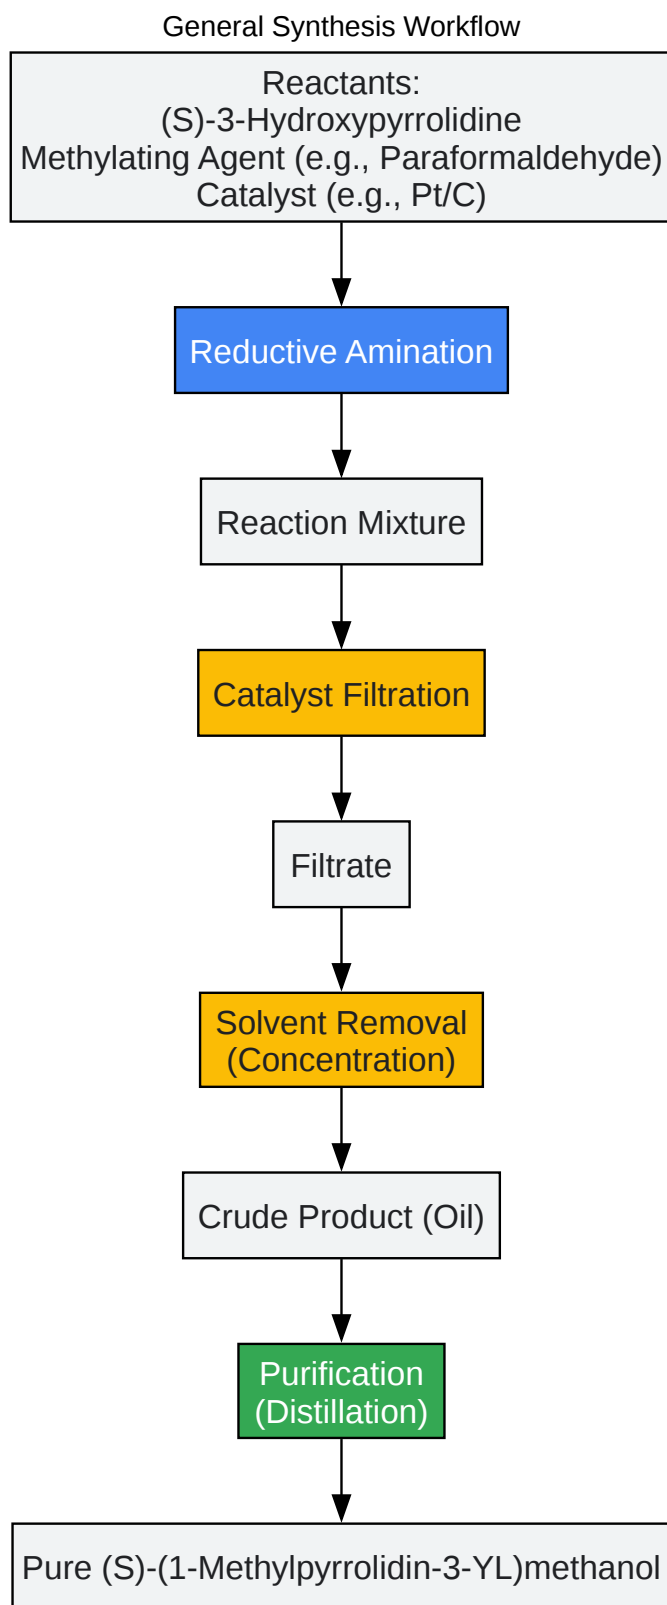 General Synthesis Workflow
Reactants:
(S)-3-Hydroxypyrrolidine
Methylating Agent (e.g., Paraformaldehyde)
Catalyst (e.g., Pt/C)
Reductive Amination
Reaction Mixture
Catalyst Filtration
Filtrate
Solvent Removal
(Concentration)
Crude Product (Oil)
Purification
(Distillation)
Pure (S)-(1-Methylpyrrolidin-3-YL)methanol